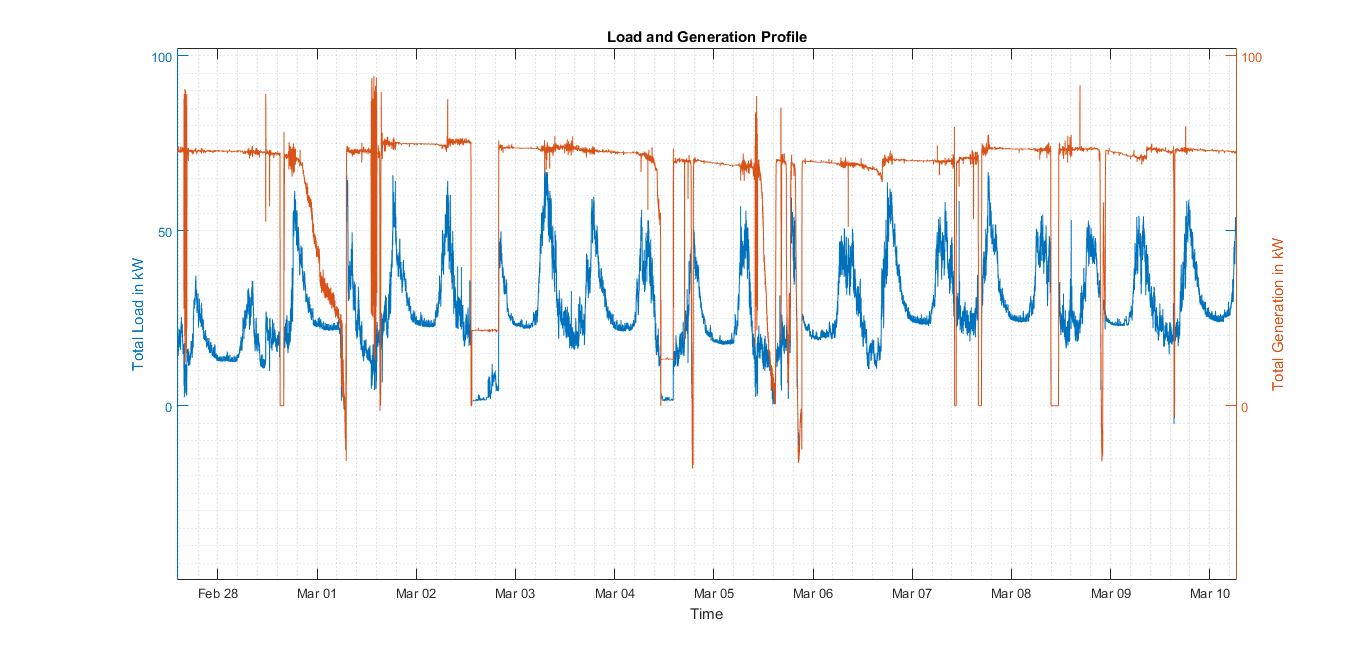 Load and Generation Profile
100
50
0
Total Load in kW
100
0
Total Generation in kW
Feb 28
Mar 01
Mar 02
Mar 03
Mar 04
Mar 05
Mar 06
Mar 07
Mar 08
Mar 09
Mar 10
Time